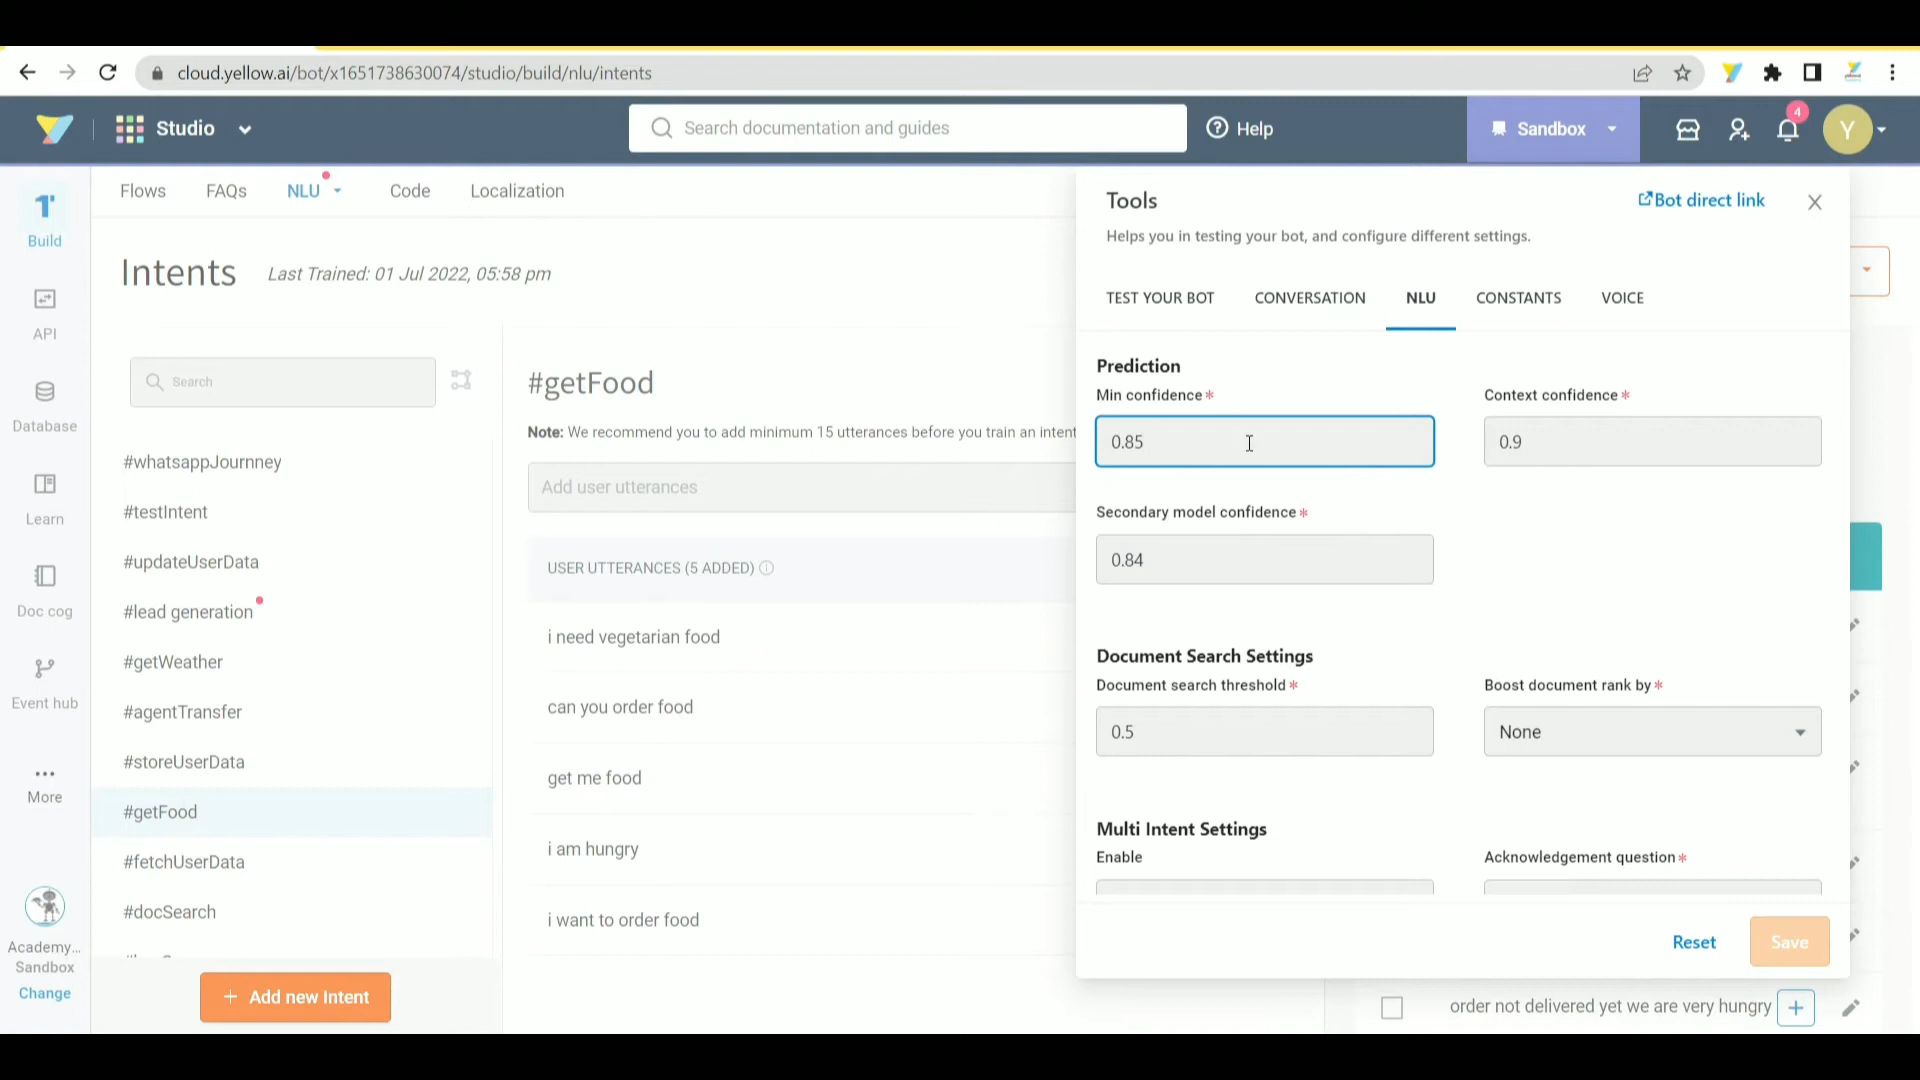 cloud.yellow.ai/bot/x1651738630074/studio/build/nlu/intents
Studio
Search documentation and guides
Help
Sandbox
4
Y
Build
API
Database
Learn
Doc cog
Event hub
More
Academy...
Sandbox
Change
Flows
FAQs
NLU
Code
Localization
Intents
Last Trained: 01 Jul 2022, 05:58 pm
Search
#whatsappJournney
#testIntent
#updateUserData
#lead generation
#getWeather
#agentTransfer
#storeUserData
#getFood
#fetchUserData
#docSearch
+ Add new Intent
#getFood
Note: We recommend you to add minimum 15 utterances before you train an intent
Add user utterances
USER UTTERANCES (5 ADDED)
i need vegetarian food
can you order food
get me food
i am hungry
i want to order food
Tools
Bot direct link
Helps you in testing your bot, and configure different settings.
TEST YOUR BOT
CONVERSATION
NLU
CONSTANTS
VOICE
Prediction
Min confidence*
Context confidence*
0.85
0.9
Secondary model confidence*
0.84
Document Search Settings
Document search threshold*
Boost document rank by*
0.5
None
Multi Intent Settings
Enable
Acknowledgement question*
Reset
Save
order not delivered yet we are very hungry